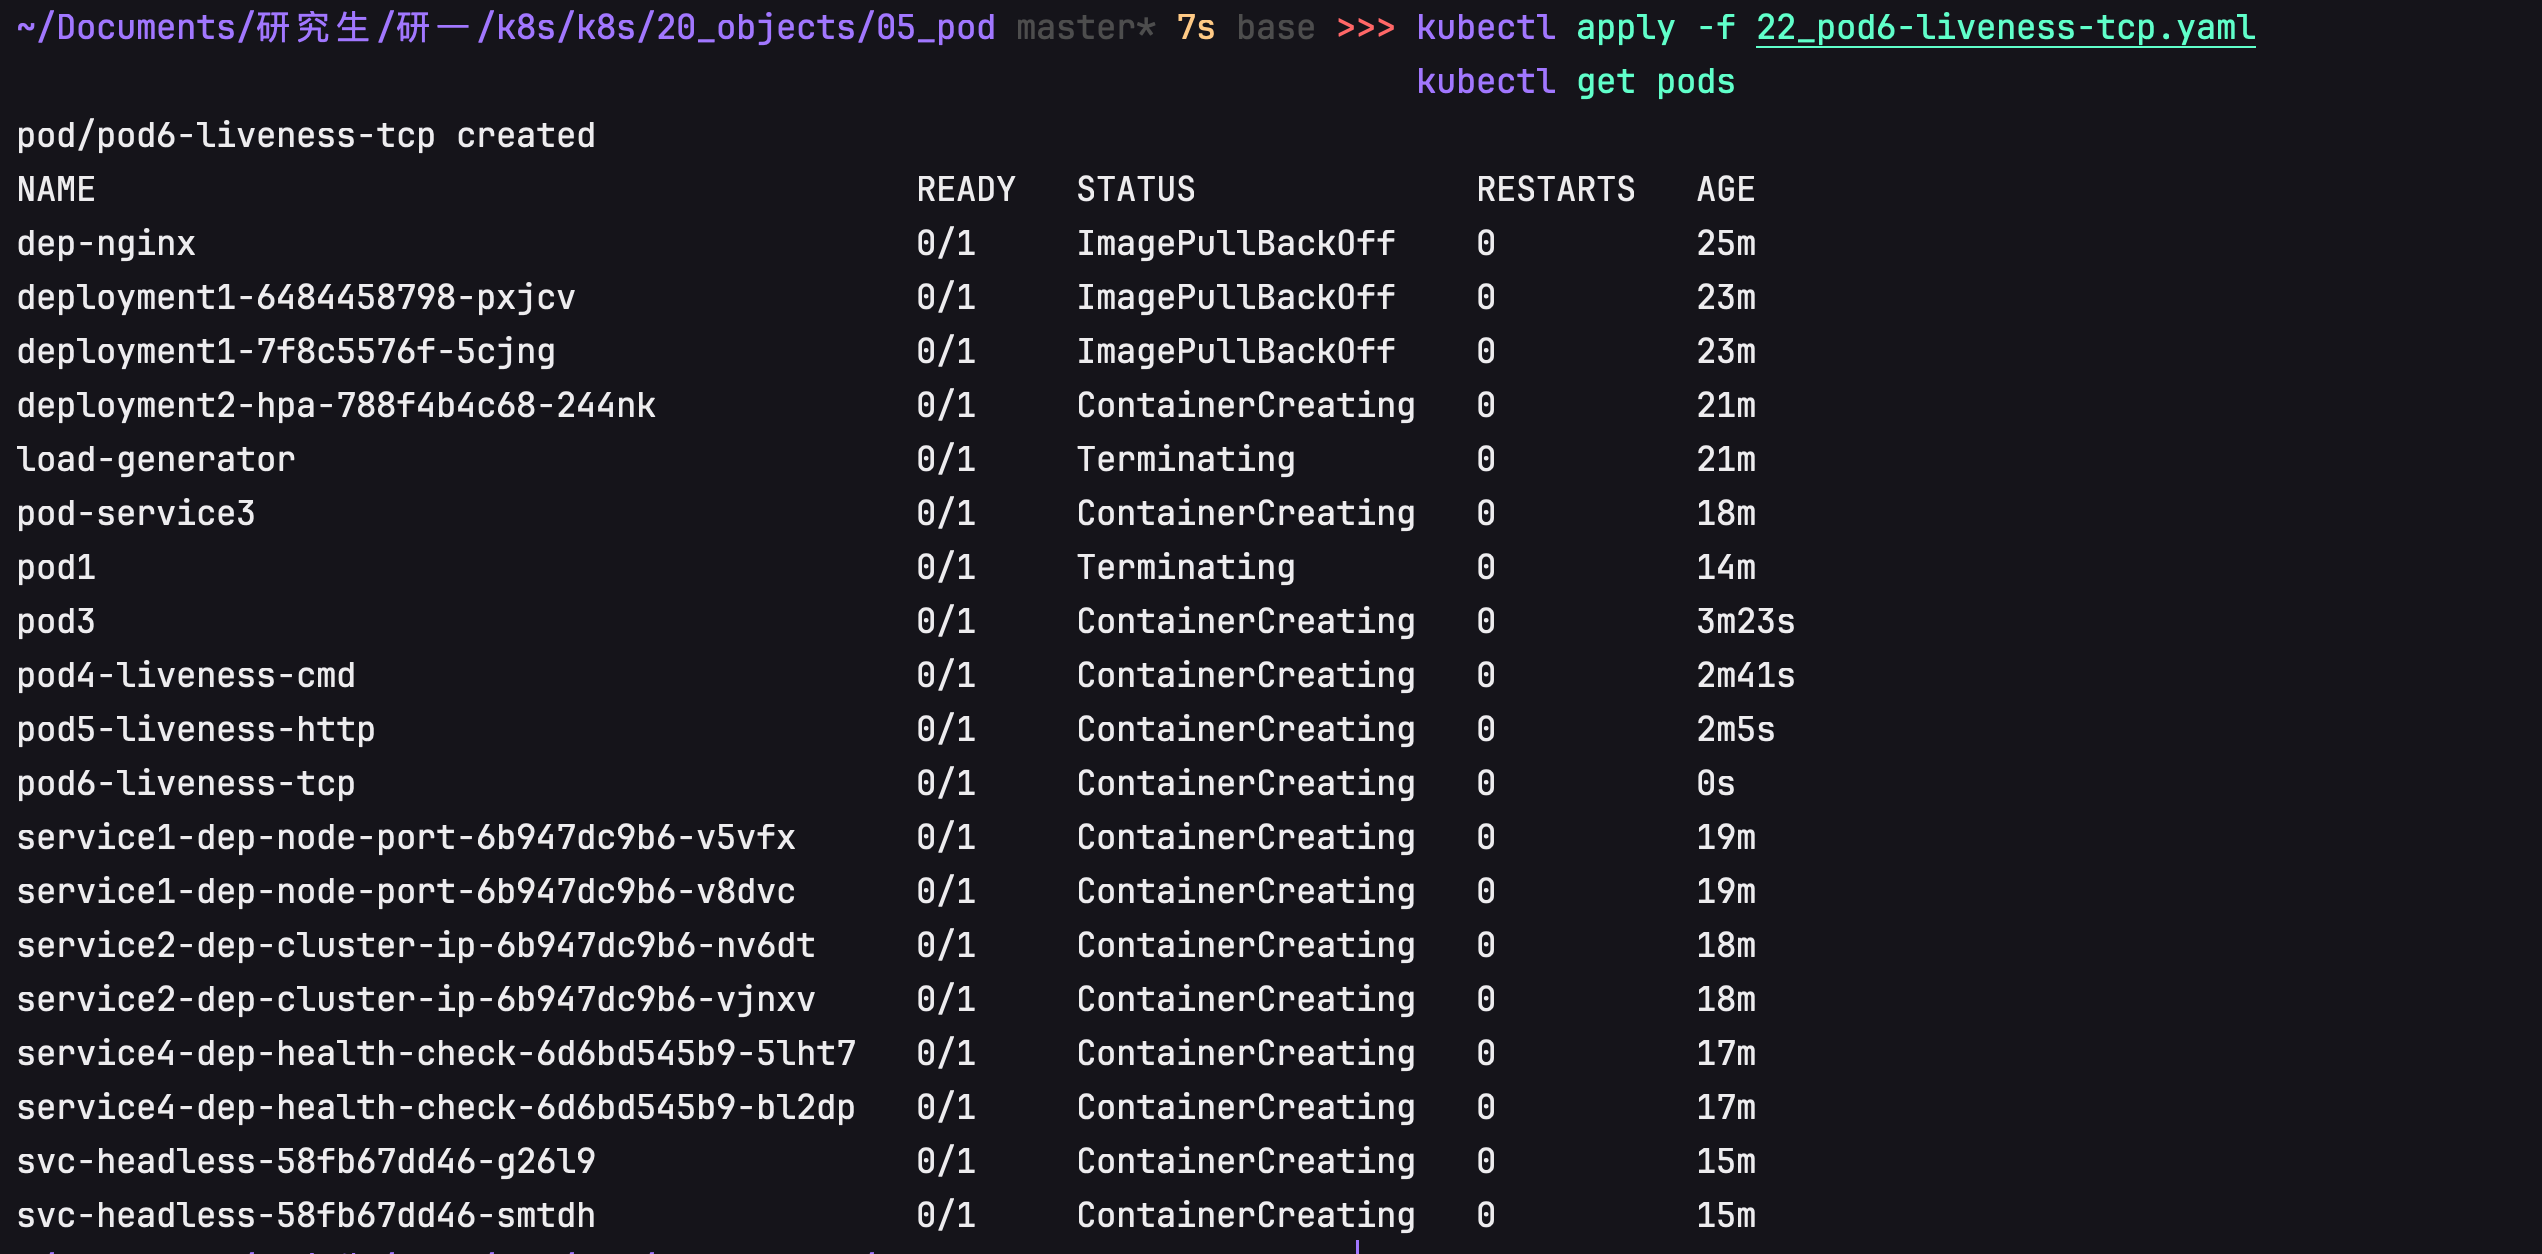 ~/Documents/研究生/研一/k8s/k8s/20_objects/05_pod master* 7s base >>> kubectl apply -f 22_pod6-liveness-tcp.yaml
kubectl get pods
pod/pod6-liveness-tcp created
NAME READY STATUS RESTARTS AGE
dep-nginx 0/1 ImagePullBackOff 0 25m
deployment1-6484458798-pxjcv 0/1 ImagePullBackOff 0 23m
deployment1-7f8c5576f-5cjng 0/1 ImagePullBackOff 0 23m
deployment2-hpa-788f4b4c68-244nk 0/1 ContainerCreating 0 21m
load-generator 0/1 Terminating 0 21m
pod-service3 0/1 ContainerCreating 0 18m
pod1 0/1 Terminating 0 14m
pod3 0/1 ContainerCreating 0 3m23s
pod4-liveness-cmd 0/1 ContainerCreating 0 2m41s
pod5-liveness-http 0/1 ContainerCreating 0 2m5s
pod6-liveness-tcp 0/1 ContainerCreating 0 0s
service1-dep-node-port-6b947dc9b6-v5vfx 0/1 ContainerCreating 0 19m
service1-dep-node-port-6b947dc9b6-v8dvc 0/1 ContainerCreating 0 19m
service2-dep-cluster-ip-6b947dc9b6-nv6dt 0/1 ContainerCreating 0 18m
service2-dep-cluster-ip-6b947dc9b6-vjnxv 0/1 ContainerCreating 0 18m
service4-dep-health-check-6d6bd545b9-5lht7 0/1 ContainerCreating 0 17m
service4-dep-health-check-6d6bd545b9-bl2dp 0/1 ContainerCreating 0 17m
svc-headless-58fb67dd46-g26l9 0/1 ContainerCreating 0 15m
svc-headless-58fb67dd46-smtdh 0/1 ContainerCreating 0 15m